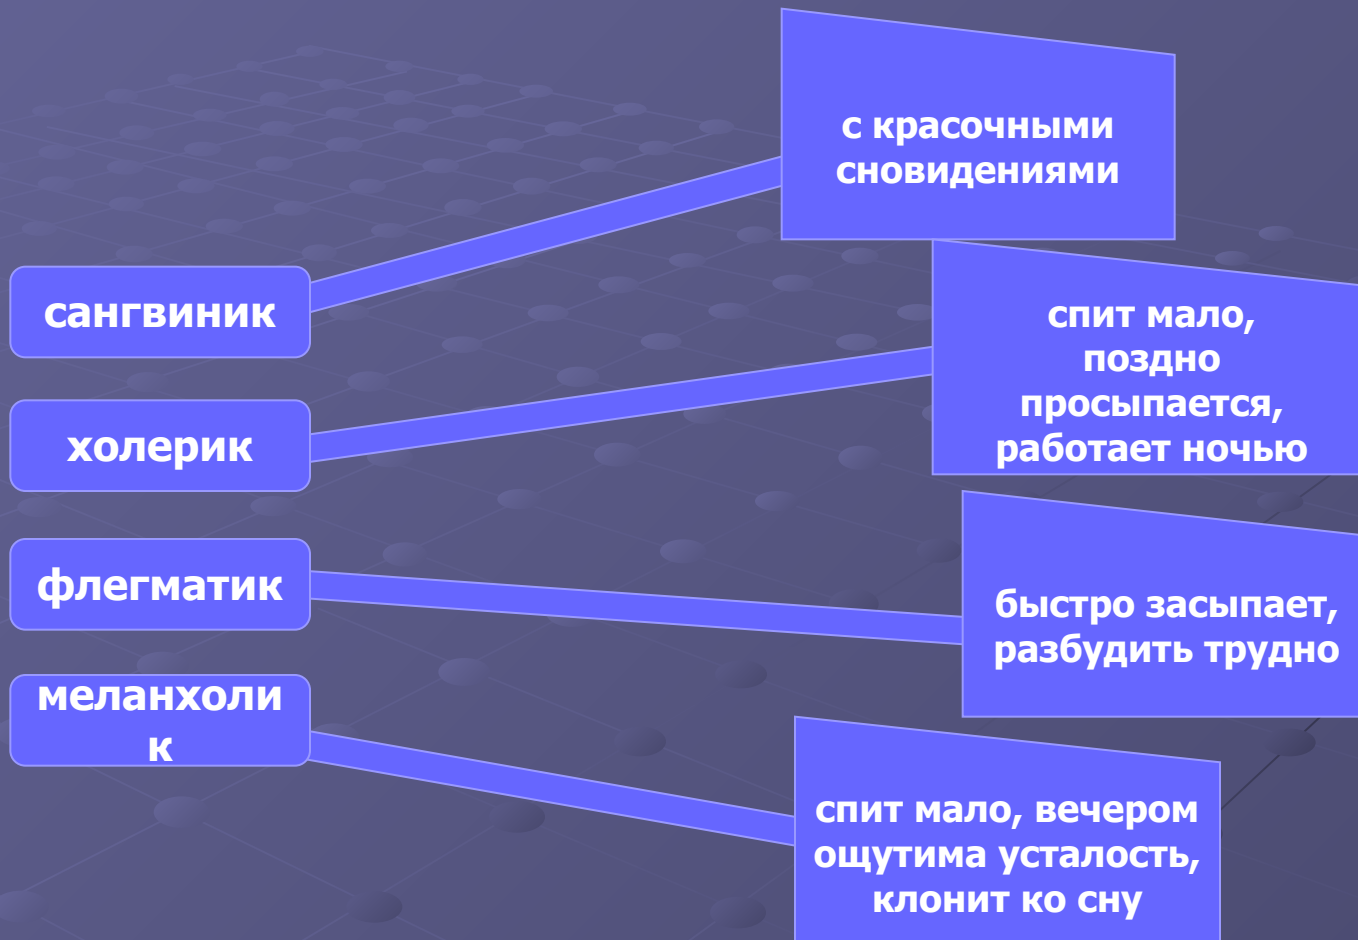 с красочными
сновидениями
сангвиник
спит мало,
поздно
просыпается,
работает ночью
холерик
флегматик
быстро засыпает,
разбудить трудно
меланхоли
к
спит мало, вечером
ощутима усталость,
клонит ко сну